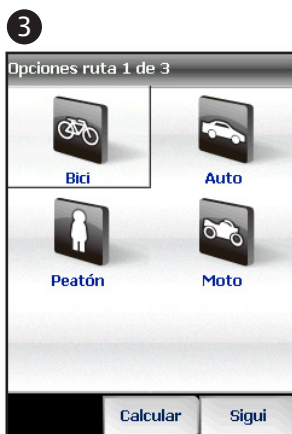 3
Opciones ruta 1 de 3
Bici
Auto
Peatón
Moto
Calcular
Sigui